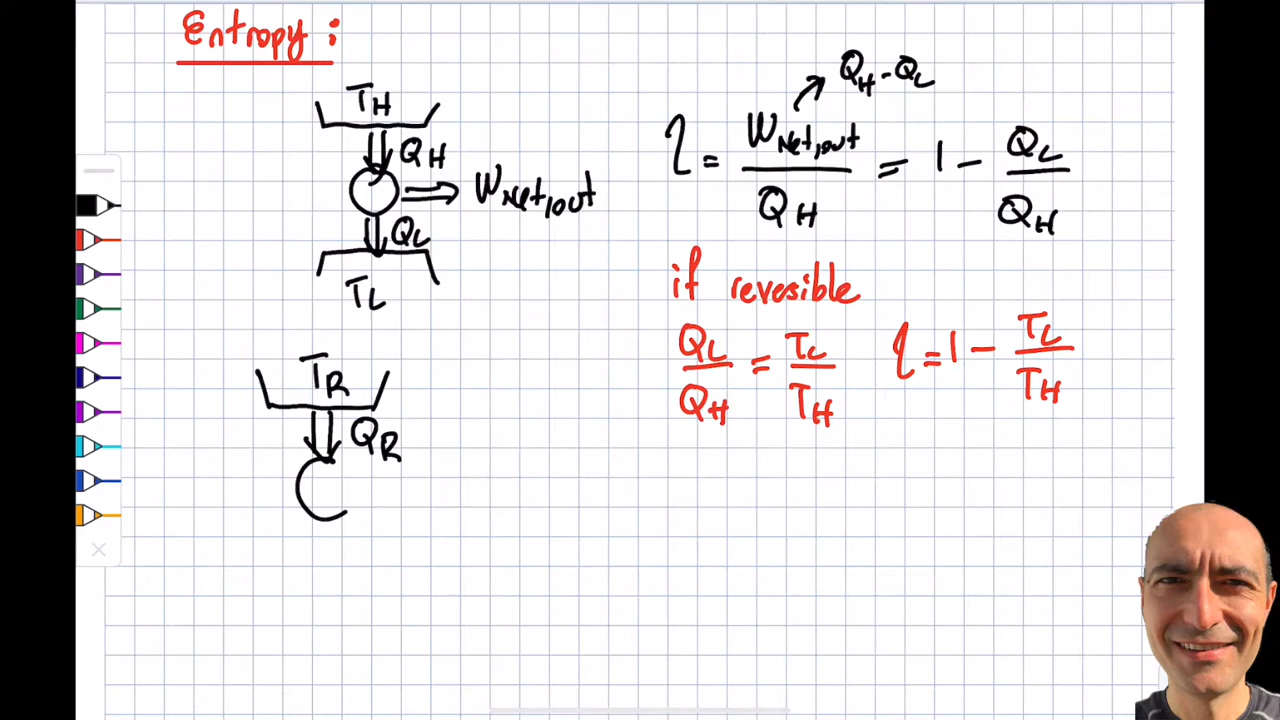 Entropy :
T_H
Q_H
W_Net,out
Q_L
T_L
η = W_Net,out / Q_H = 1 - Q_L / Q_H
Q_H - Q_L
if revesible
Q_L / Q_H = T_L / T_H
η = 1 - T_L / T_H
T_R
Q_R